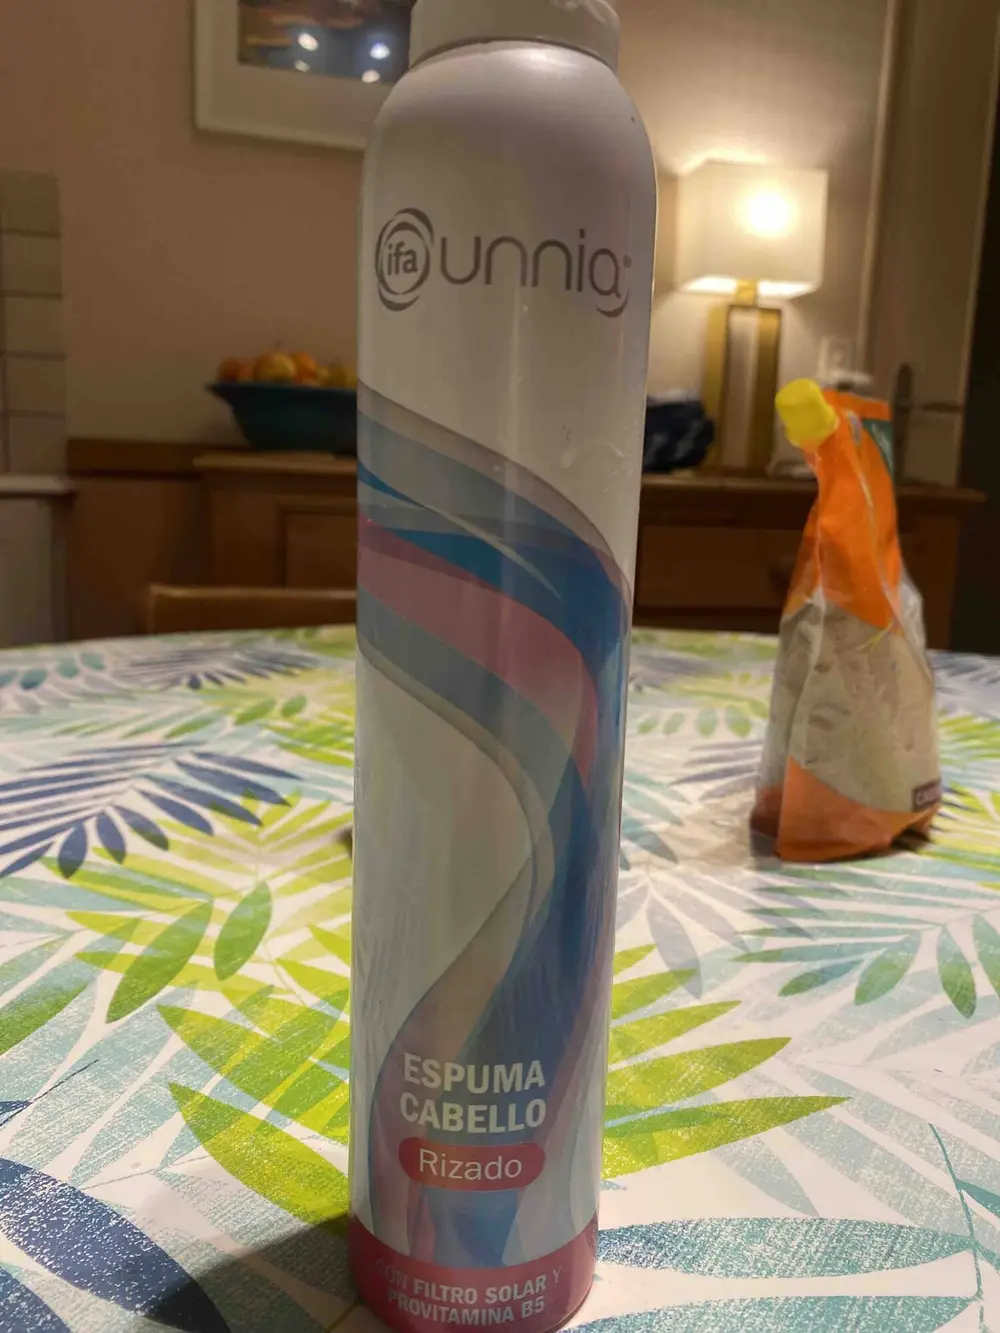 ifa unnia
ESPUMA
CABELLO
Rizado
CON FILTRO SOLAR Y
PROVITAMINA B5